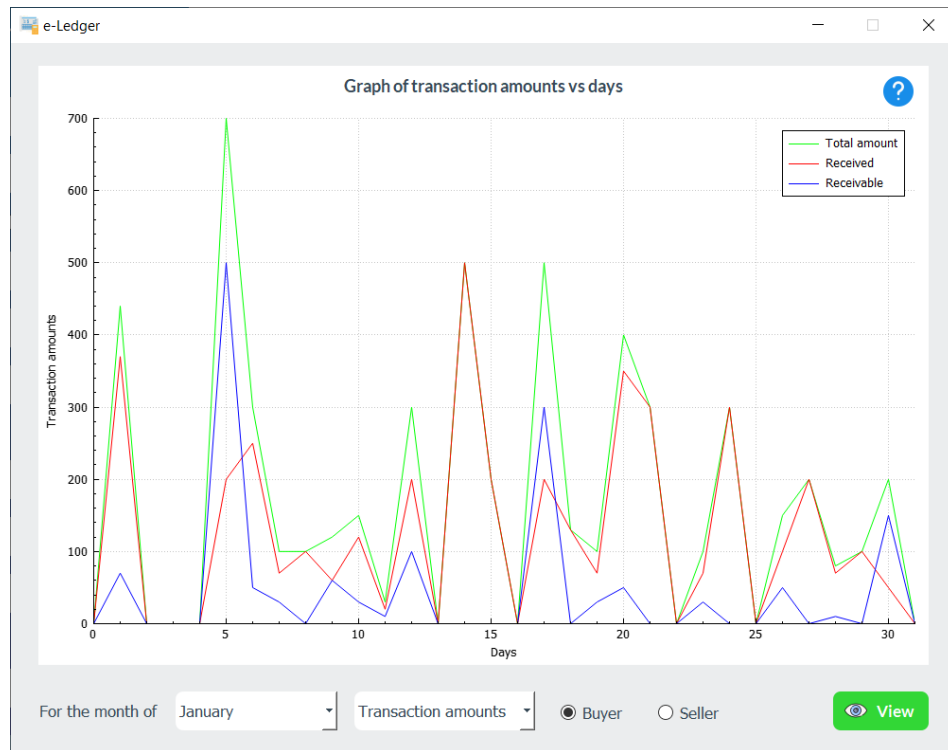 e-Ledger
Graph of transaction amounts vs days
?
Total amount
Received
Receivable
700
600
500
400
300
200
100
0
Transaction amounts
0 5 10 15 20 25 30
Days
For the month of January Transaction amounts Buyer Seller View